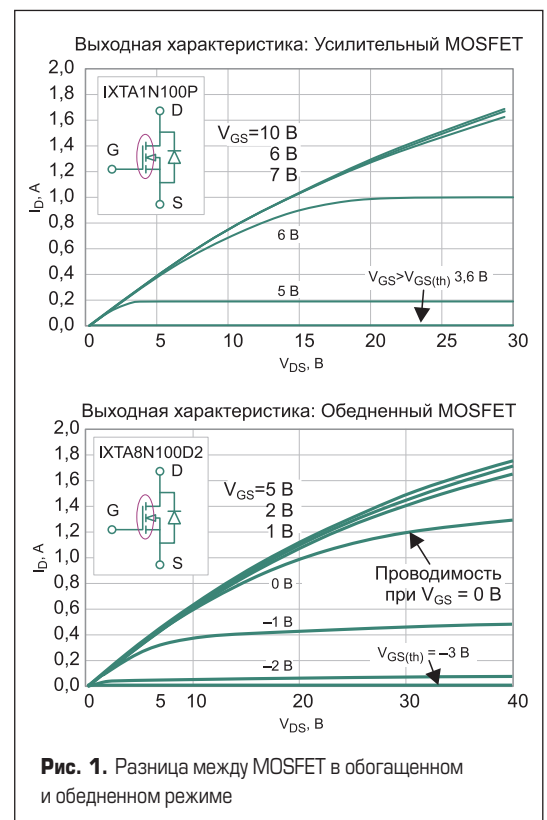 Выходная характеристика: Усилительный MOSFET
2,0
1,8
1,6
1,4
1,2
1,0
0,8
0,6
0,4
0,2
0,0
I_D, А
IXTA1N100P
D
G
S
V_GS=10 В
6 В
7 В
6 В
5 В
V_GS>V_GS(th) 3,6 В
0 5 10 15 20 25 30
V_DS, В
Выходная характеристика: Обедненный MOSFET
2,0
1,8
1,6
1,4
1,2
1,0
0,8
0,6
0,4
0,2
0,0
I_D, А
IXTA8N100D2
D
G
S
V_GS=5 В
2 В
1 В
0 В
Проводимость
при V_GS = 0 В
–1 В
–2 В
V_GS(th) = –3 В
0 5 10 20 30 40
V_DS, В
Рис. 1. Разница между MOSFET в обогащенном
и обедненном режиме